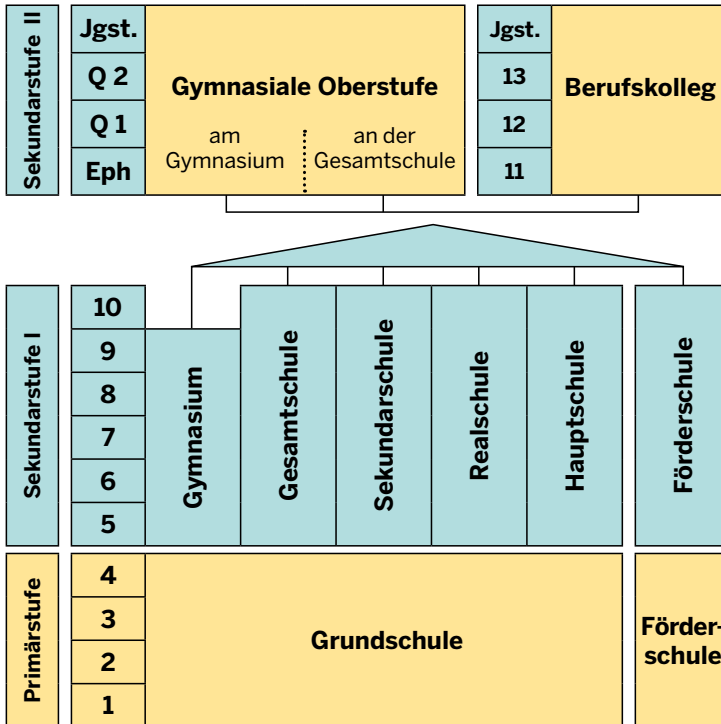 Sekundarstufe II
Jgst.
Q 2
Q 1
Eph
Gymnasiale Oberstufe
am
Gymnasium
an der
Gesamtschule
Jgst.
13
12
11
Berufskolleg
Sekundarstufe I
10
9
8
7
6
5
Gymnasium
Gesamtschule
Sekundarschule
Realschule
Hauptschule
Förderschule
Primärstufe
4
3
2
1
Grundschule
Förder-
schule